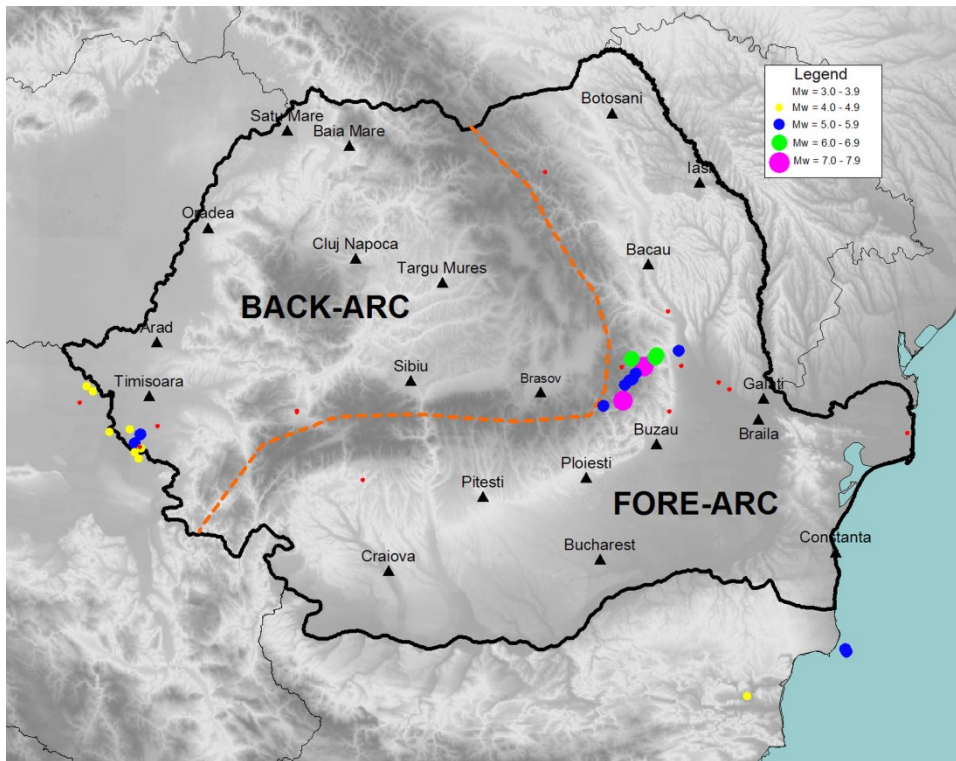 Legend
Mw = 3.0 - 3.9
Mw = 4.0 - 4.9
Mw = 5.0 - 5.9
Mw = 6.0 - 6.9
Mw = 7.0 - 7.9
Botosani
Satu Mare
Baia Mare
Iasi
Oradea
Cluj Napoca
Bacau
Targu Mures
BACK-ARC
Arad
Timisoara
Sibiu
Brasov
Galati
Braila
Buzau
Ploiesti
Pitesti
FORE-ARC
Constanta
Bucharest
Craiova